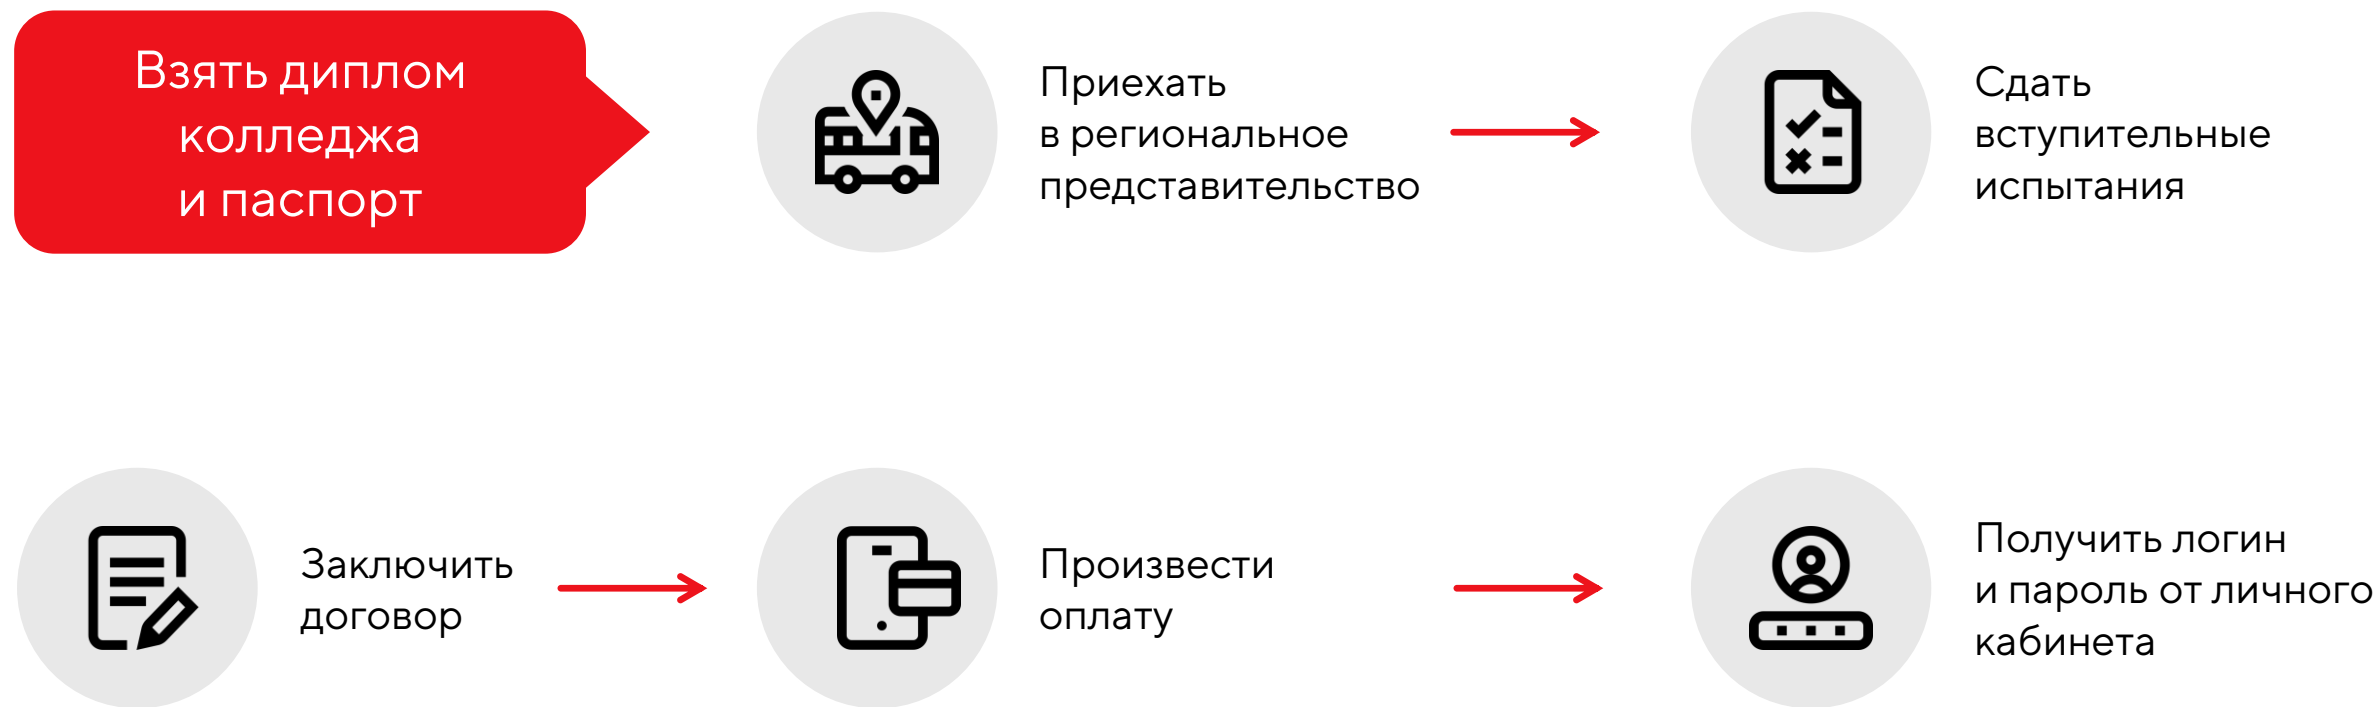 Взять диплом
колледжа
и паспорт
Приехать
в региональное
представительство
Сдать
вступительные
испытания
Заключить
договор
Произвести
оплату
Получить логин
и пароль от личного
кабинета